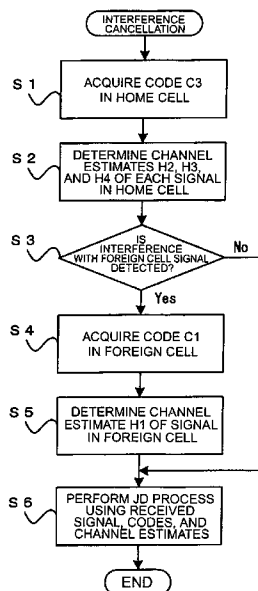 INTERFERENCE
CANCELLATION
S 1
ACQUIRE CODE C3
IN HOME CELL
S 2
DETERMINE CHANNEL
ESTIMATES H2, H3,
AND H4 OF EACH SIGNAL
IN HOME CELL
S 3
IS
INTERFERENCE
WITH FOREIGN CELL SIGNAL
DETECTED?
No
Yes
S 4
ACQUIRE CODE C1
IN FOREIGN CELL
S 5
DETERMINE CHANNEL
ESTIMATE H1 OF SIGNAL
IN FOREIGN CELL
S 6
PERFORM JD PROCESS
USING RECEIVED
SIGNAL, CODES, AND
CHANNEL ESTIMATES
END